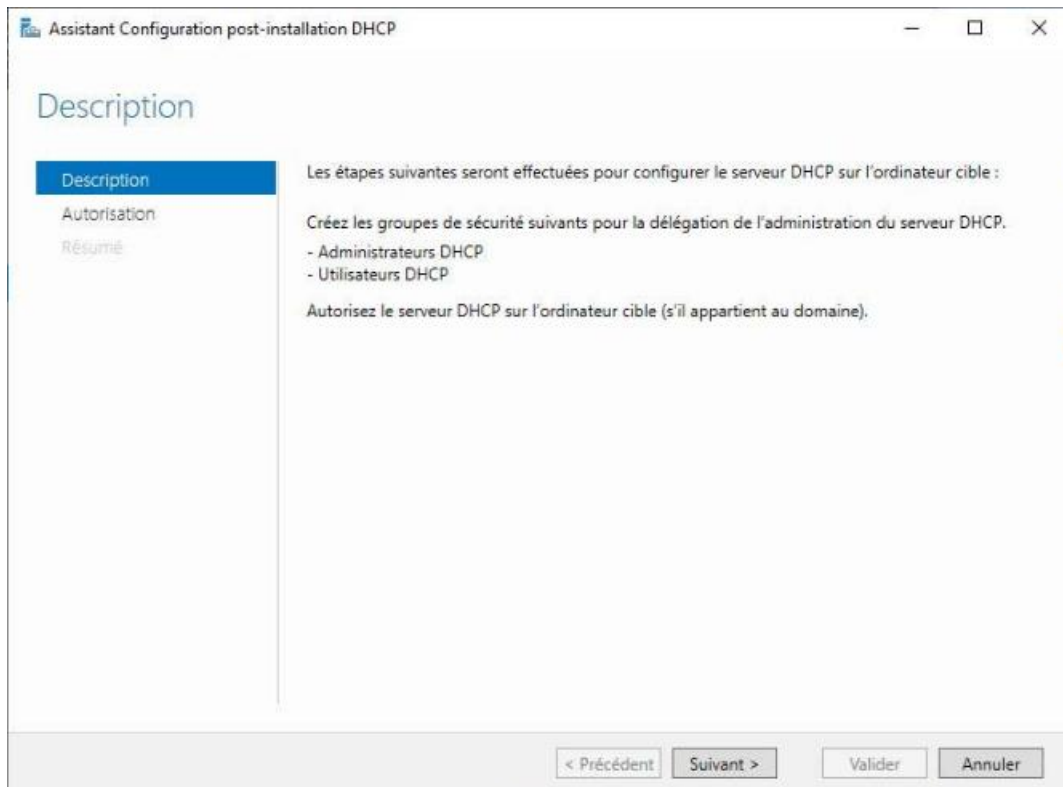 Assistant Configuration post-installation DHCP
Description
Description
Autorisation
Résumé
Les étapes suivantes seront effectuées pour configurer le serveur DHCP sur l'ordinateur cible :
Créez les groupes de sécurité suivants pour la délégation de l'administration du serveur DHCP.
- Administrateurs DHCP
- Utilisateurs DHCP
Autorisez le serveur DHCP sur l'ordinateur cible (s'il appartient au domaine).
< Précédent Suivant > Valider Annuler